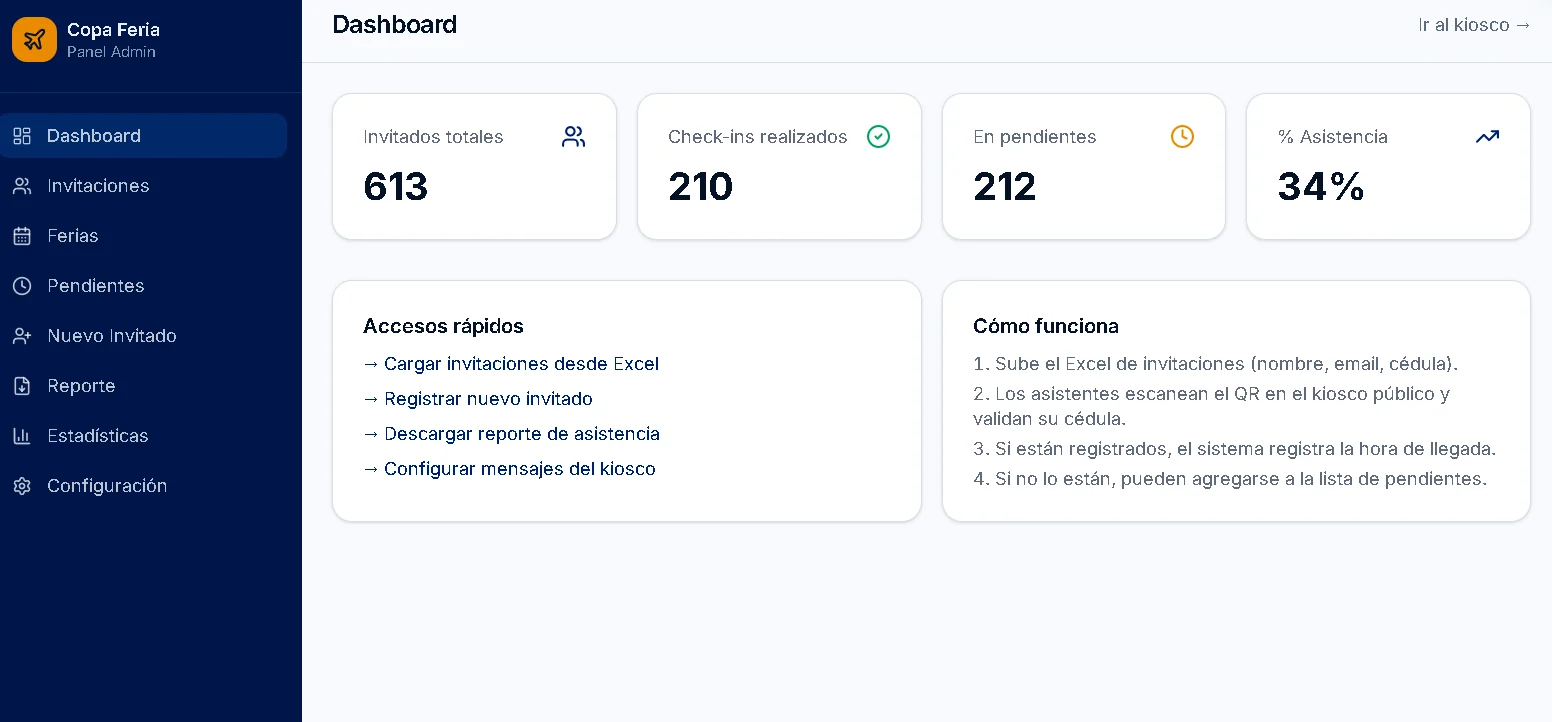 Copa Feria
Panel Admin
Dashboard
Invitaciones
Ferias
Pendientes
Nuevo Invitado
Reporte
Estadísticas
Configuración
Dashboard
Ir al kiosco →
Invitados totales
613
Check-ins realizados
210
En pendientes
212
% Asistencia
34%
Accesos rápidos
→ Cargar invitaciones desde Excel
→ Registrar nuevo invitado
→ Descargar reporte de asistencia
→ Configurar mensajes del kiosco
Cómo funciona
1. Sube el Excel de invitaciones (nombre, email, cédula).
2. Los asistentes escanean el QR en el kiosco público y
validan su cédula.
3. Si están registrados, el sistema registra la hora de llegada.
4. Si no lo están, pueden agregarse a la lista de pendientes.